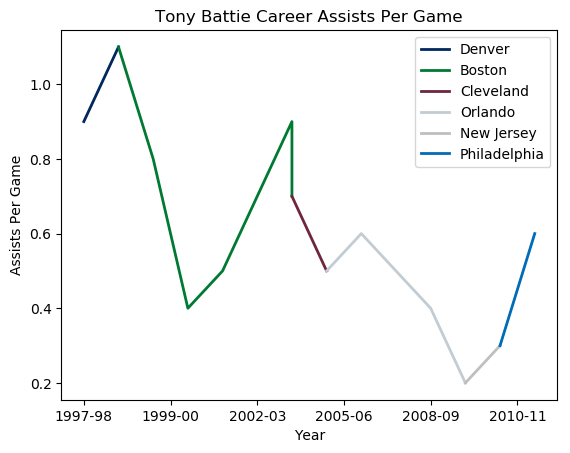 Tony Battie Career Assists Per Game
Denver
Boston
Cleveland
Orlando
New Jersey
Philadelphia
1.0
0.8
0.6
0.4
0.2
Assists Per Game
1997-98
1999-00
2002-03
2005-06
2008-09
2010-11
Year